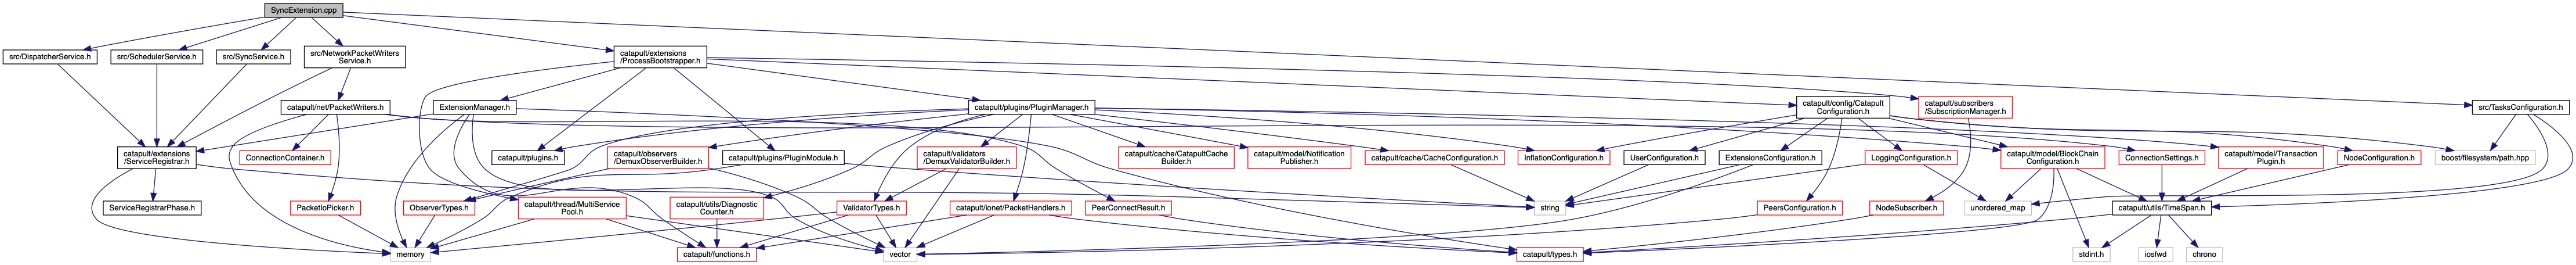 SyncExtension.cpp
src/DispatcherService.h
src/SchedulerService.h
src/SyncService.h
src/NetworkPacketWriters
Service.h
catapult/extensions
/ProcessBootstrapper.h
catapult/net/PacketWriters.h
ExtensionManager.h
catapult/plugins/PluginManager.h
catapult/config/Catapult
Configuration.h
catapult/subscribers
/SubscriptionManager.h
src/TasksConfiguration.h
catapult/extensions
/ServiceRegistrar.h
ConnectionContainer.h
catapult/plugins.h
catapult/observers
/DemuxObserverBuilder.h
catapult/plugins/PluginModule.h
catapult/validators
/DemuxValidatorBuilder.h
catapult/cache/CatapultCache
Builder.h
catapult/model/Notification
Publisher.h
catapult/cache/CacheConfiguration.h
InflationConfiguration.h
UserConfiguration.h
ExtensionsConfiguration.h
LoggingConfiguration.h
catapult/model/BlockChain
Configuration.h
ConnectionSettings.h
catapult/model/Transaction
Plugin.h
NodeConfiguration.h
boost/filesystem/path.hpp
ServiceRegistrarPhase.h
PacketIoPicker.h
ObserverTypes.h
catapult/thread/MultiService
Pool.h
catapult/utils/Diagnostic
Counter.h
ValidatorTypes.h
catapult/ionet/PacketHandlers.h
PeerConnectResult.h
string
PeersConfiguration.h
NodeSubscriber.h
unordered_map
catapult/utils/TimeSpan.h
memory
catapult/functions.h
vector
catapult/types.h
stdint.h
iosfwd
chrono